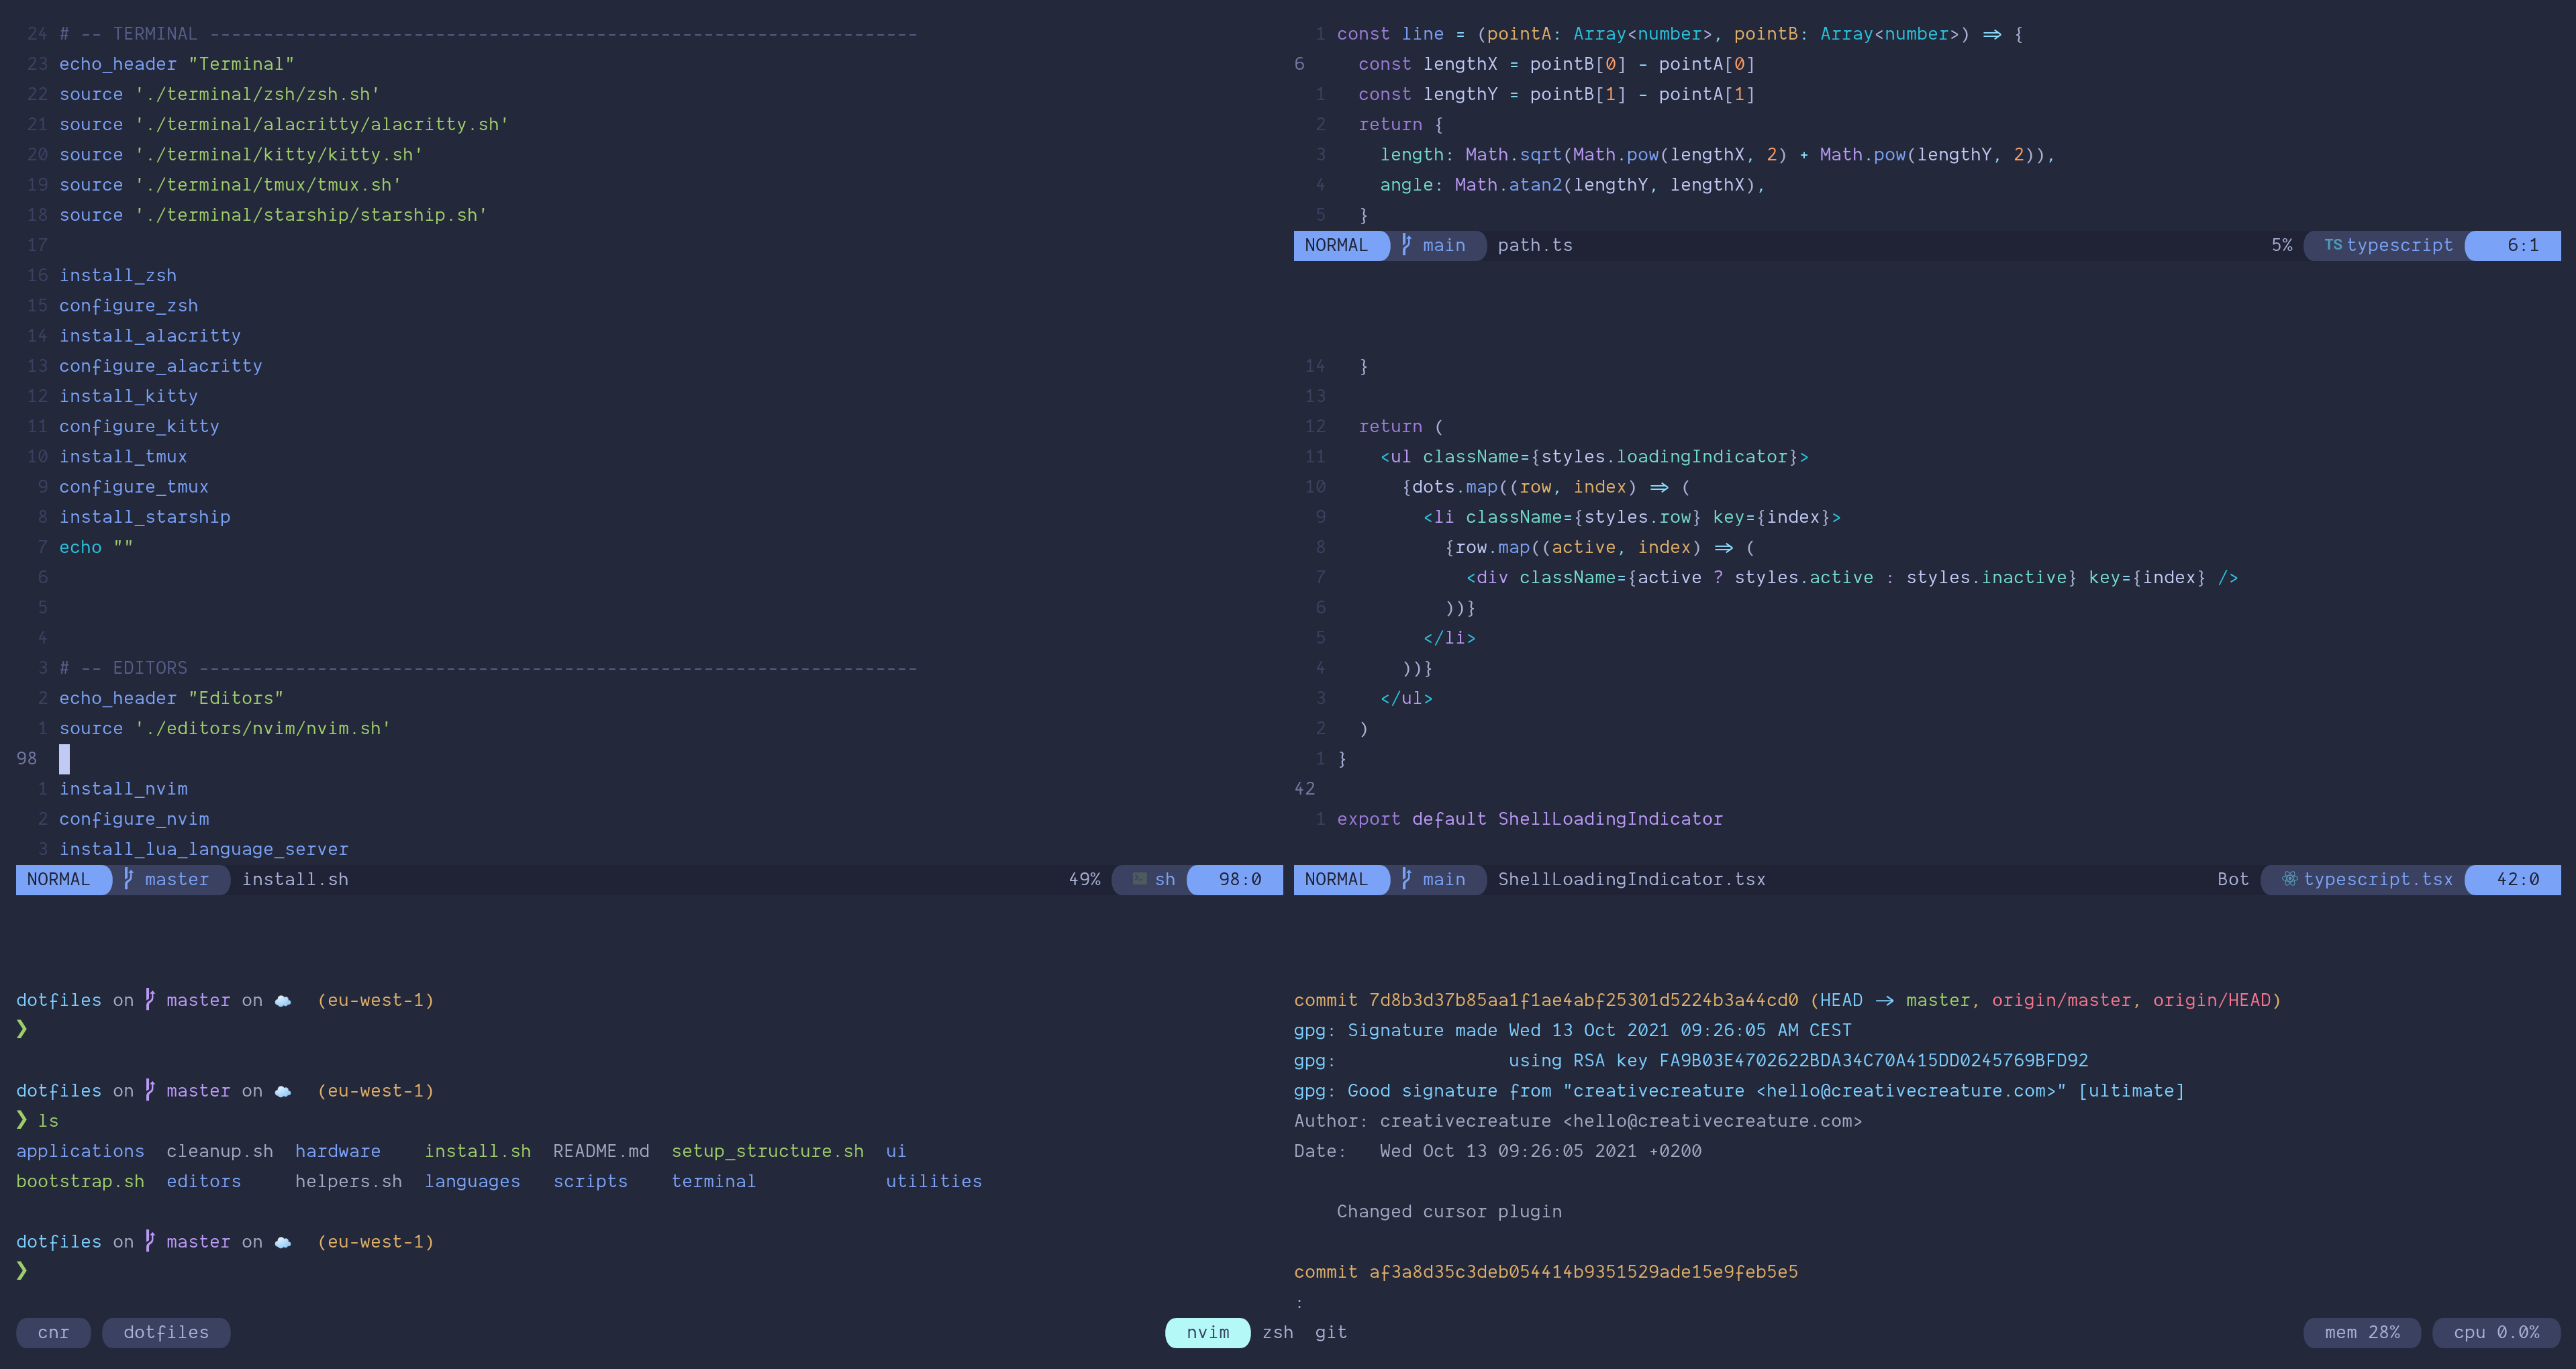 24 # -- TERMINAL ------------------------------------------------------------------
23 echo_header "Terminal"
22 source './terminal/zsh/zsh.sh'
21 source './terminal/alacritty/alacritty.sh'
20 source './terminal/kitty/kitty.sh'
19 source './terminal/tmux/tmux.sh'
18 source './terminal/starship/starship.sh'
17
16 install_zsh
15 configure_zsh
14 install_alacritty
13 configure_alacritty
12 install_kitty
11 configure_kitty
10 install_tmux
9 configure_tmux
8 install_starship
7 echo ""
6
5
4
3 # -- EDITORS -------------------------------------------------------------------
2 echo_header "Editors"
1 source './editors/nvim/nvim.sh'
98
1 install_nvim
2 configure_nvim
3 install_lua_language_server
NORMAL master install.sh 49% sh 98:0
1 const line = (pointA: Array<number>, pointB: Array<number>) => {
6 const lengthX = pointB[0] - pointA[0]
1 const lengthY = pointB[1] - pointA[1]
2 return {
3 length: Math.sqrt(Math.pow(lengthX, 2) + Math.pow(lengthY, 2)),
4 angle: Math.atan2(lengthY, lengthX),
5 }
NORMAL main path.ts 5% TS typescript 6:1
14 }
13
12 return (
11 <ul className={styles.loadingIndicator}>
10 {dots.map((row, index) => (
9 <li className={styles.row} key={index}>
8 {row.map((active, index) => (
7 <div className={active ? styles.active : styles.inactive} key={index} />
6 ))}
5 </li>
4 ))}
3 </ul>
2 )
1 }
42
1 export default ShellLoadingIndicator
NORMAL main ShellLoadingIndicator.tsx Bot typescript.tsx 42:0
dotfiles on master on ☁️ (eu-west-1)
❯
dotfiles on master on ☁️ (eu-west-1)
❯ ls
applications cleanup.sh hardware install.sh README.md setup_structure.sh ui
bootstrap.sh editors helpers.sh languages scripts terminal utilities
dotfiles on master on ☁️ (eu-west-1)
❯
commit 7d8b3d37b85aa1f1ae4abf25301d5224b3a44cd0 (HEAD -> master, origin/master, origin/HEAD)
gpg: Signature made Wed 13 Oct 2021 09:26:05 AM CEST
gpg: using RSA key FA9B03E4702622BDA34C70A415DD0245769BFD92
gpg: Good signature from "creativecreature <hello@creativecreature.com>" [ultimate]
Author: creativecreature <hello@creativecreature.com>
Date: Wed Oct 13 09:26:05 2021 +0200
Changed cursor plugin
commit af3a8d35c3deb054414b9351529ade15e9feb5e5
:
cnr dotfiles nvim zsh git mem 28% cpu 0.0%